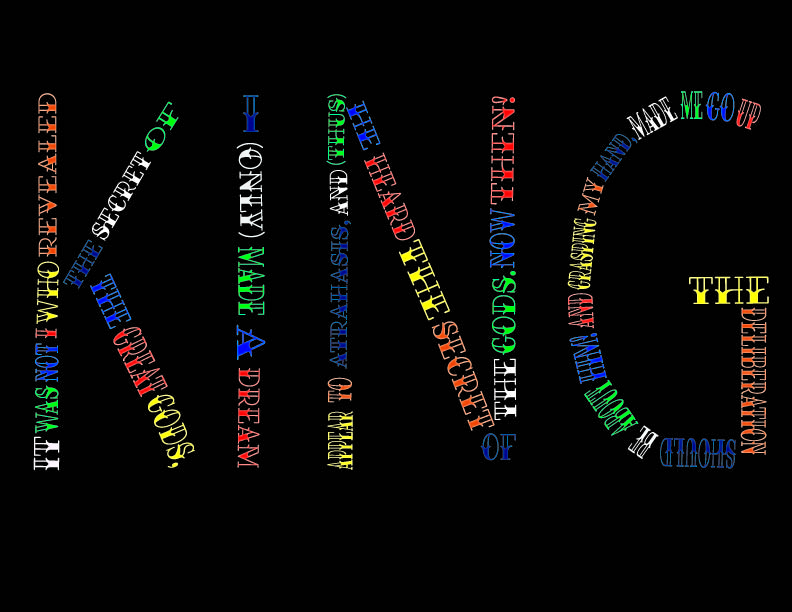 IT WAS NOT I WHO REVEALED
THE SECRET OF
THE GREAT GODS,
I (ONLY) MADE A DREAM
APPEAR TO ATRAHASIS, AND (THUS)
HE HEARD THE SECRET OF
THE GODS. NOW THEN!
THE
DELIBERATION
SHOULD BE ABOUT HIM!' AND GRASPING MY HAND, MADE ME GO UP